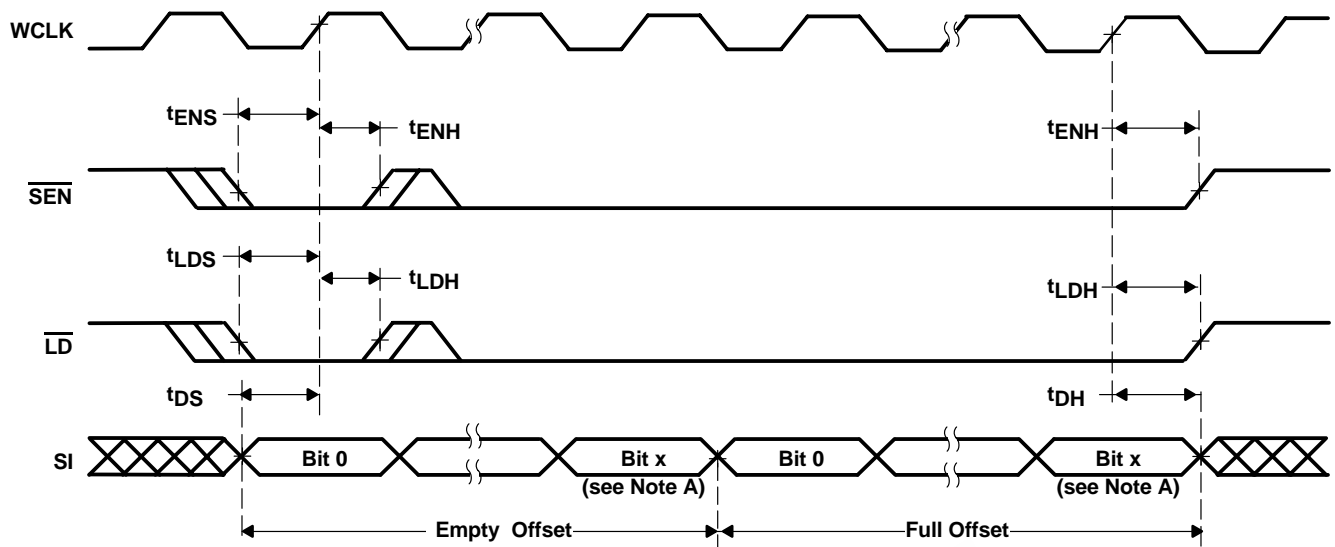 WCLK
tENS
tENH
tENH
SEN
tLDS
tLDH
tLDH
LD
tDS
tDH
SI
Bit 0
Bit x
Bit 0
Bit x
(see Note A)
(see Note A)
Empty Offset
Full Offset